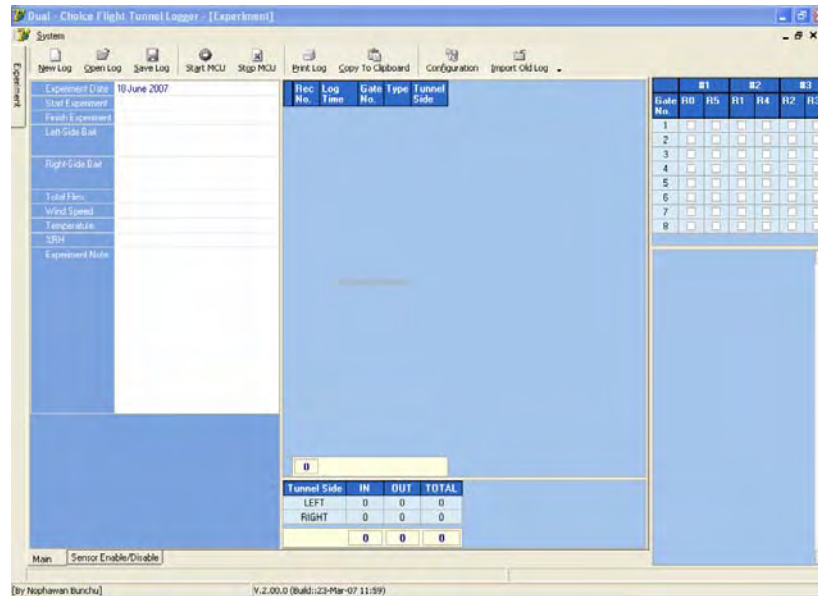 Dual - Choice Flight Tunnel Logger - [Experiment]
System
New Log Open Log Save Log Start MCU Stop MCU Print Log Copy To Clipboard Configuration Import Old Log
Experiment
Experiment Date 18 June 2007
Start Experiment
Finish Experiment
Left-Side Bait
Right-Side Bait
Total Flies
Wind Speed
Temperature
%RH
Experiment Note
Rec No. Log Time Gate No. Type Tunnel Side
0
Tunnel Side IN OUT TOTAL
LEFT 0 0 0
RIGHT 0 0 0
0 0 0
#1 #2 #3
Gate No. R0 R5 R1 R4 R2 R3
1
2
3
4
5
6
7
8
Main Sensor Enable/Disable
[By Nophawan Bunchu] V.2.00.0 (Build::23-Mar-07 11:59)